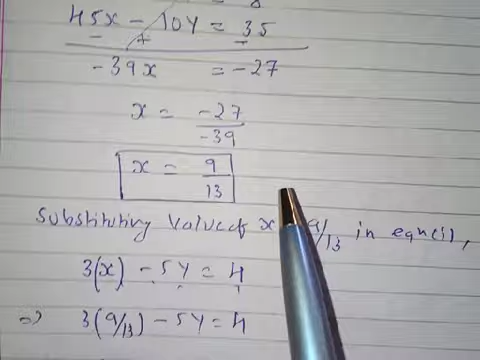 45x - 10y = 35
- + -
-39x = -27
x = -27/-39
x = 9/13
Substituting value of x 9/13 in eqn(i),
3(x) - 5y = 4
=> 3(9/13) - 5y = 4